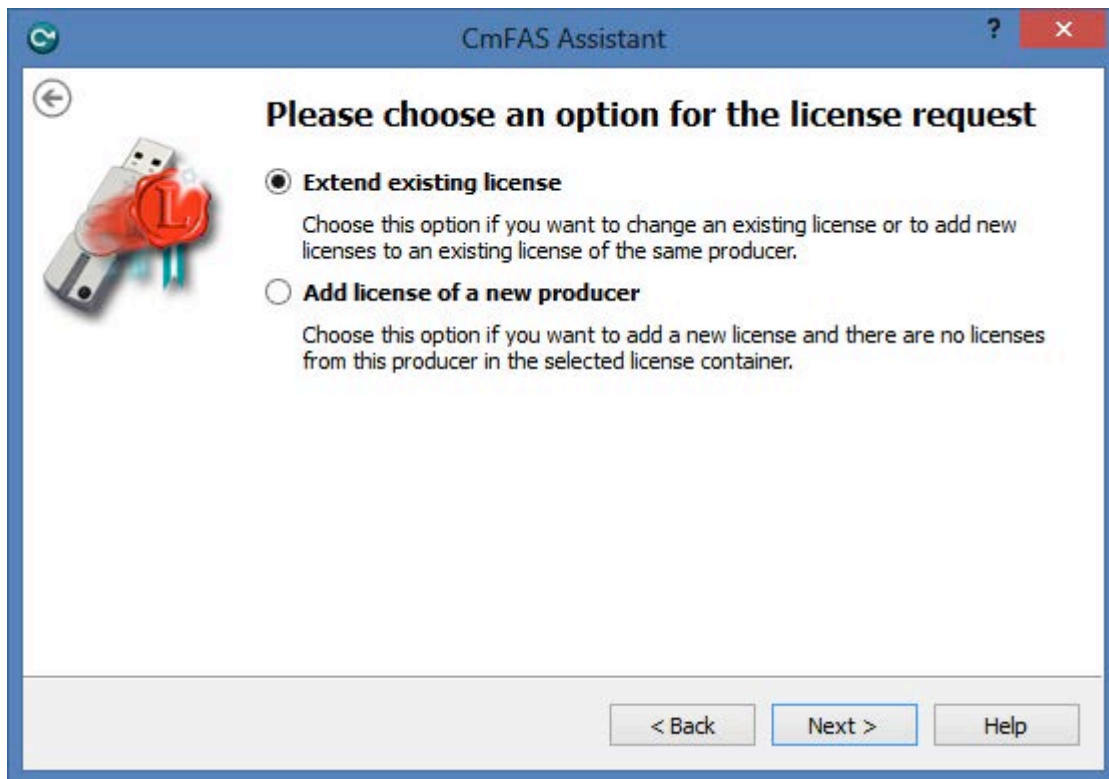 CmFAS Assistant
?
Please choose an option for the license request
L
Extend existing license
Choose this option if you want to change an existing license or to add new
licenses to an existing license of the same producer.
Add license of a new producer
Choose this option if you want to add a new license and there are no licenses
from this producer in the selected license container.
< Back
Next >
Help